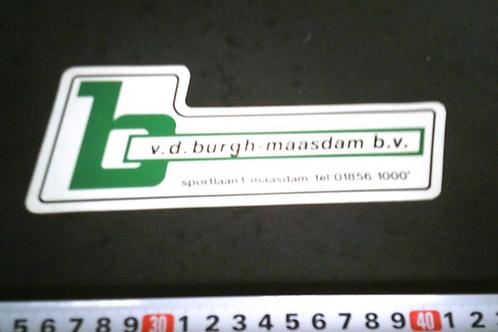 b
v.d. burgh-maasdam b.v.
sportlaan 1 maasdam tel 01856 1000*
5 6 7 8 9 30 1 2 3 4 5 6 7 8 9 40 1 2